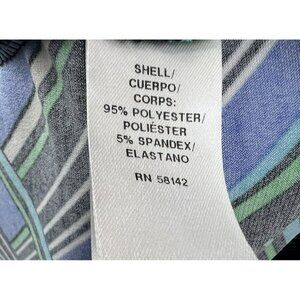 SHELL/
CUERPO/
CORPS:
95% POLYESTER/
POLIÉSTER
5% SPANDEX/
ELASTANO
RN 58142